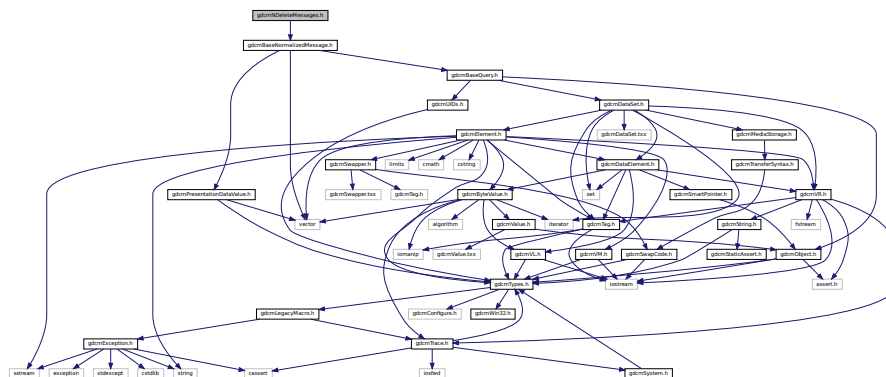 gdcmNDeleteMessages.h
gdcmBaseNormalizedMessage.h
gdcmBaseQuery.h
gdcmUIDs.h
gdcmDataSet.h
gdcmElement.h
gdcmDataSet.txx
gdcmMediaStorage.h
gdcmSwapper.h
limits
cmath
cstring
gdcmDataElement.h
gdcmTransferSyntax.h
gdcmPresentationDataValue.h
gdcmSwapper.txx
gdcmTag.h
gdcmByteValue.h
set
gdcmSmartPointer.h
gdcmVR.h
vector
algorithm
gdcmValue.h
iterator
gdcmTag.h
gdcmString.h
fstream
iomanip
gdcmValue.txx
gdcmVL.h
gdcmVM.h
gdcmSwapCode.h
gdcmStaticAssert.h
gdcmObject.h
gdcmTypes.h
iostream
assert.h
gdcmLegacyMacro.h
gdcmConfigure.h
gdcmWin32.h
gdcmException.h
gdcmTrace.h
sstream
exception
stdexcept
cstdlib
string
cassert
iosfwd
gdcmSystem.h